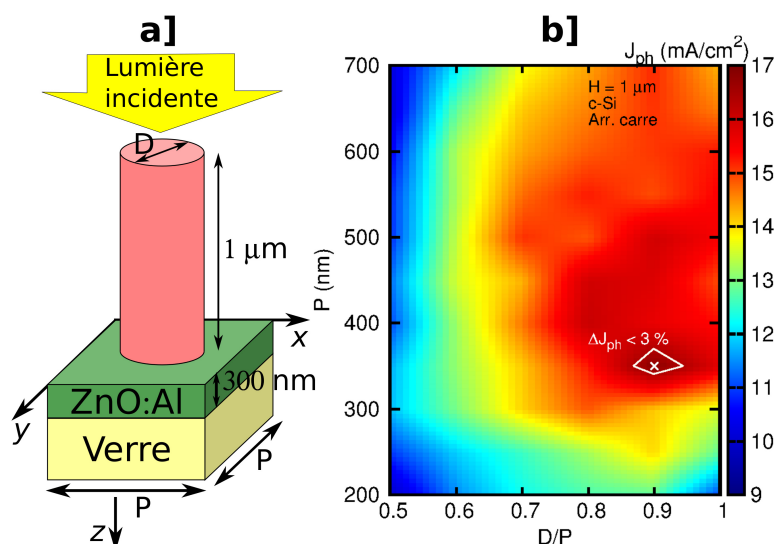 a]
Lumière
incidente
D
1 μm
x
300 nm
ZnO:Al
y
Verre
P
P
z
b]
J_ph (mA/cm²)
H = 1 μm
c-Si
Arr. carre
ΔJ_ph < 3 %
P (nm)
700
600
500
400
300
200
0.5 0.6 0.7 0.8 0.9 1
D/P
17
16
15
14
13
12
11
10
9